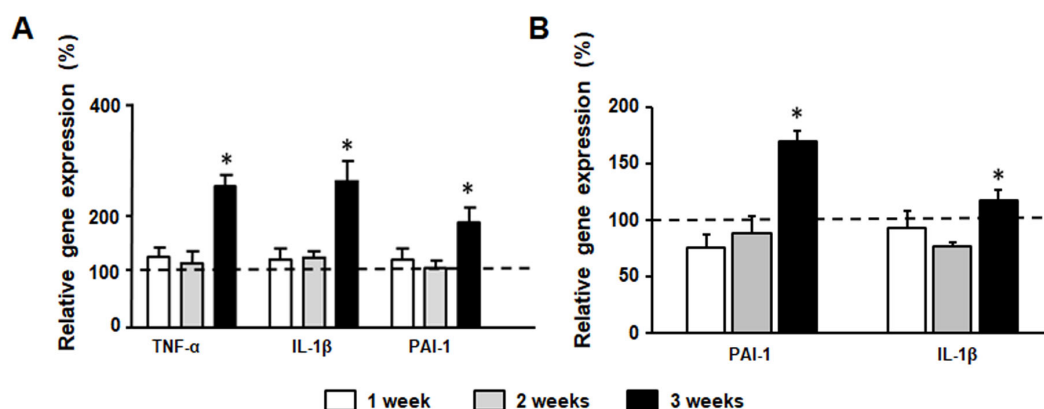 A
Relative gene expression (%)
400
200
100
0
*
*
*
TNF-α
IL-1β
PAI-1
B
Relative gene expression (%)
200
150
100
50
0
*
*
PAI-1
IL-1β
1 week
2 weeks
3 weeks